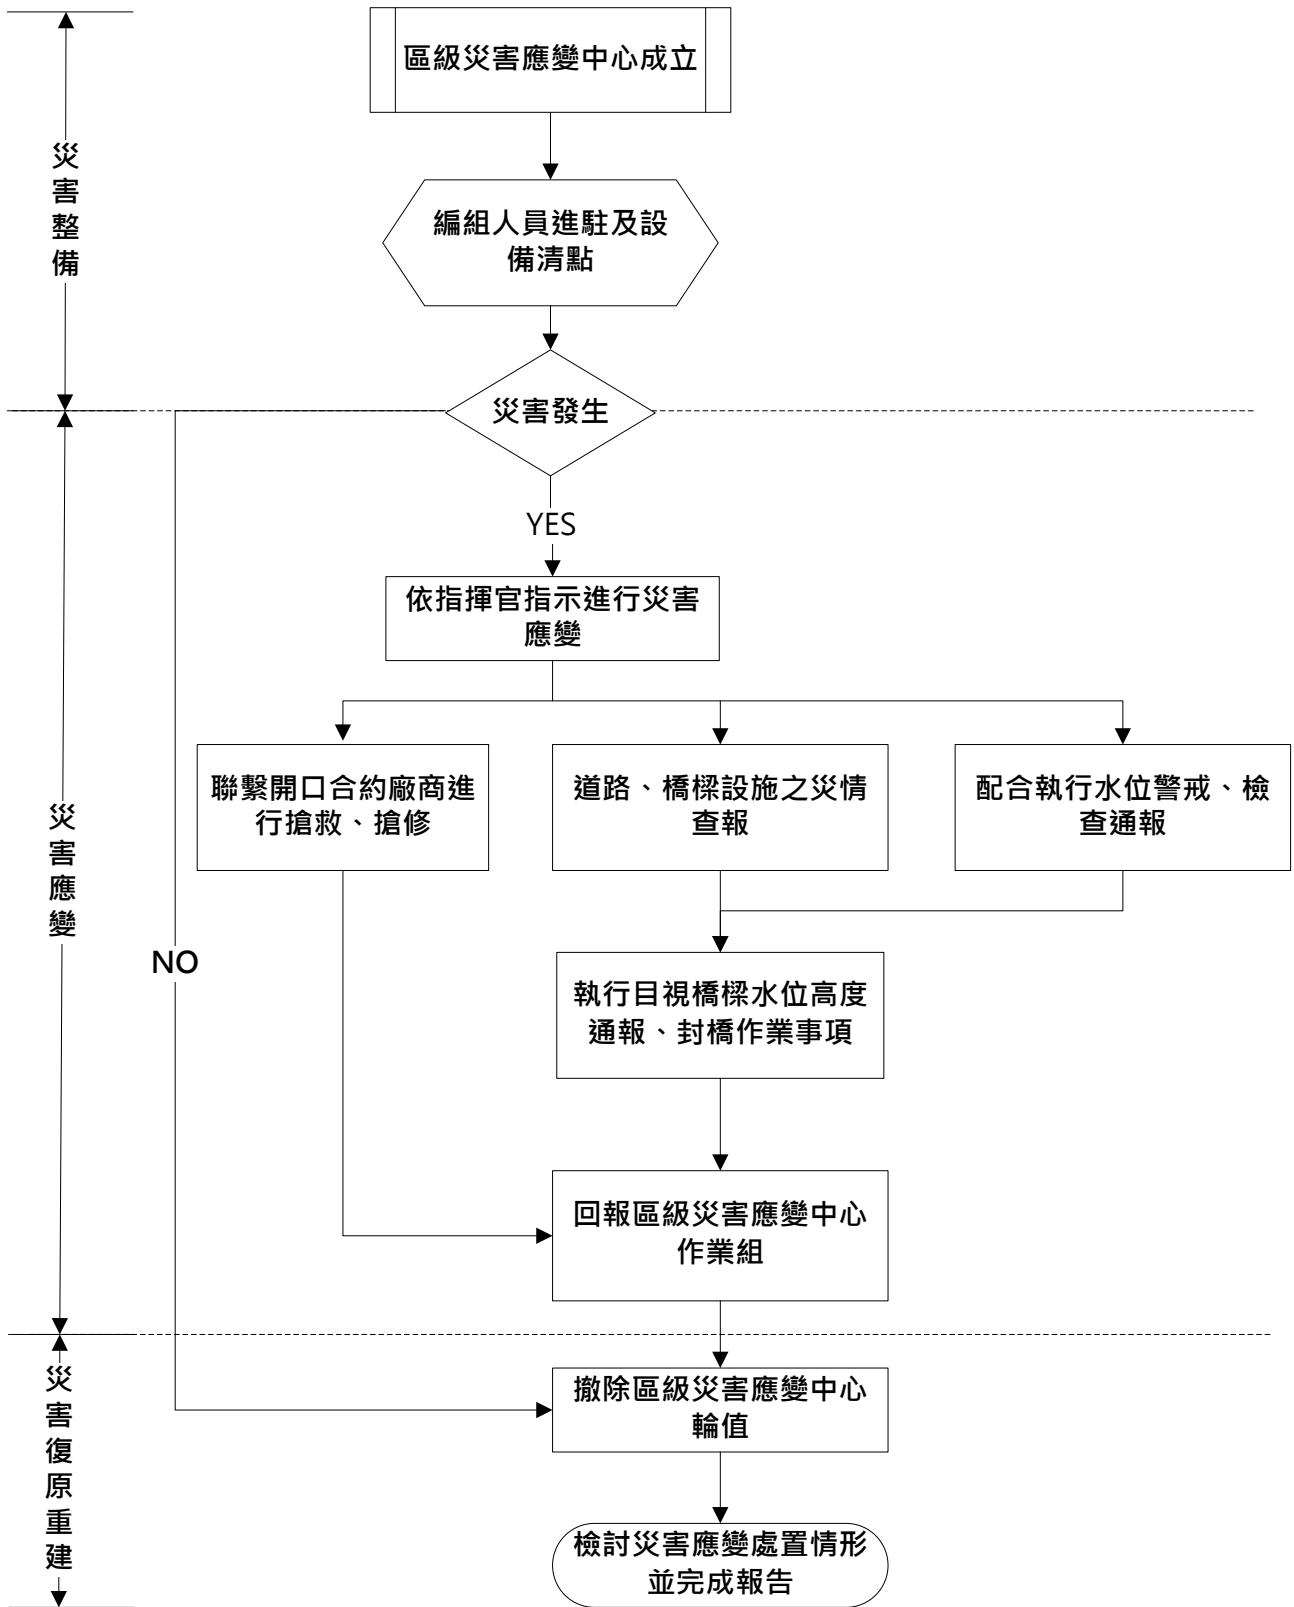 區級災害應變中心成立
災害整備
編組人員進駐及設
備清點
災害發生
YES
依指揮官指示進行災害
應變
災害應變
聯繫開口合約廠商進
行搶救、搶修
道路、橋樑設施之災情
查報
配合執行水位警戒、檢
查通報
NO
執行目視橋樑水位高度
通報、封橋作業事項
回報區級災害應變中心
作業組
災害復原重建
撤除區級災害應變中心
輪值
檢討災害應變處置情形
並完成報告